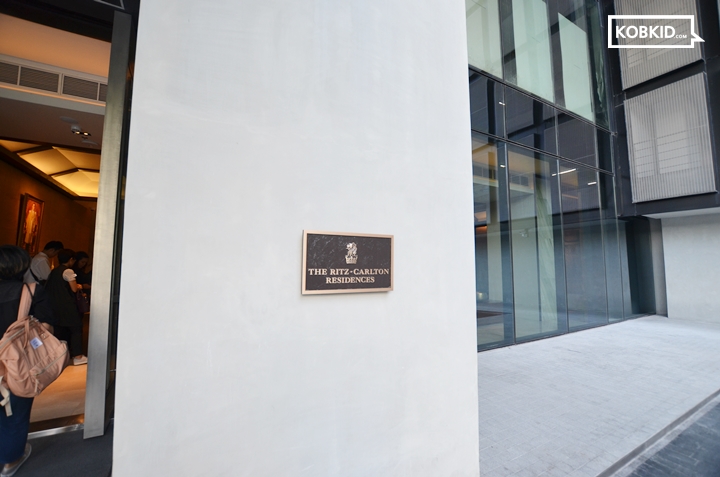 KOBKID.COM
THE RITZ-CARLTON
RESIDENCES